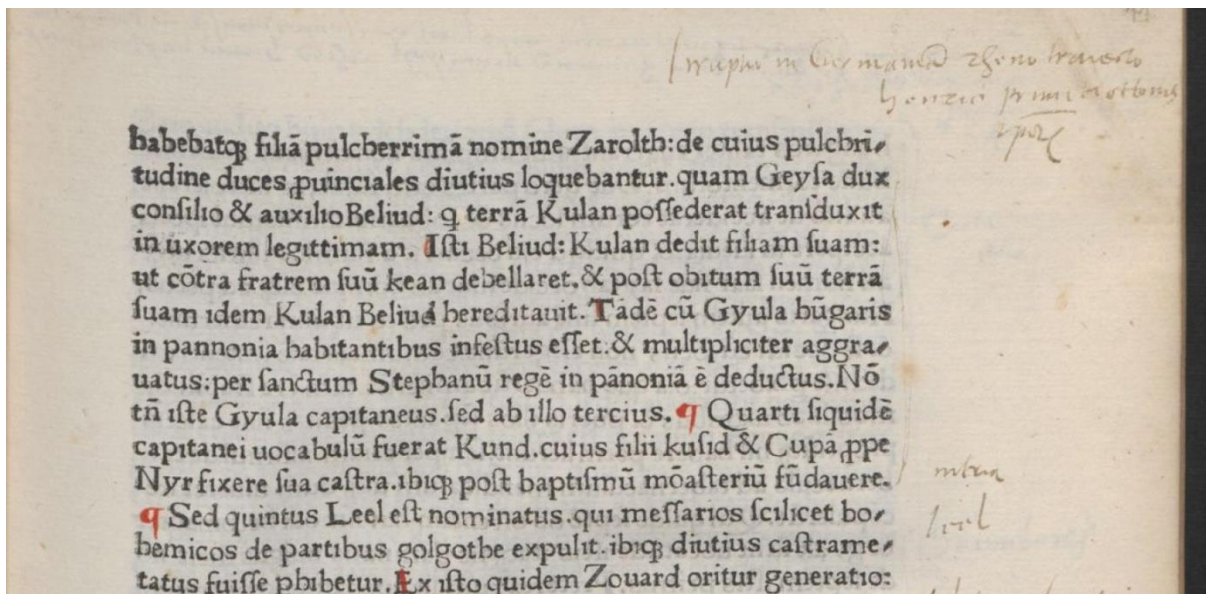 habebatqꝫ filiā pulcherrimā nomine Zarolth: de cuius pulchri⸗
tudine duces ꝓuinciales diutius loquebantur. quam Geysa dux
consilio & auxilio Beliud: q̄ terrā Kulan possederat transduxit
in uxorem legittimam. Isti Beliud: Kulan dedit filiam suam:
ut cōtra fratrem suū kean debellaret. & post obitum suū terrā
suam idem Kulan Beliud hereditauit. Tādē cū Gyula hūgaris
in pannonia habitantibus infestus esset: & multipliciter aggra⸗
uatus: per sanctum Stephanū regē in pānoniā ē deductus. Nō
tn̄ iste Gyula capitaneus. sed ab illo tercius. ¶ Quarti siquidē
capitanei uocabulū fuerat Kund. cuius filii kusid & Cupā ꝓpe
Nyr fixere sua castra. ibiqꝫ post baptismū mōasteriū fūdauere.
¶ Sed quintus Leel est nominatus. qui messarios scilicet bo⸗
hemicos de partibus golgothe expulit. ibiqꝫ diutius castrame⸗
tatus fuisse phibetur. Ex isto quidem Zouard oritur generatio:
nitria
leel